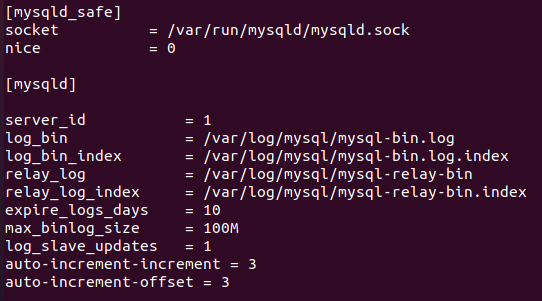 [mysqld_safe]
socket          = /var/run/mysqld/mysqld.sock
nice            = 0

[mysqld]

server_id           = 1
log_bin             = /var/log/mysql/mysql-bin.log
log_bin_index       = /var/log/mysql/mysql-bin.log.index
relay_log           = /var/log/mysql/mysql-relay-bin
relay_log_index     = /var/log/mysql/mysql-relay-bin.index
expire_logs_days    = 10
max_binlog_size     = 100M
log_slave_updates   = 1
auto-increment-increment = 3
auto-increment-offset = 3